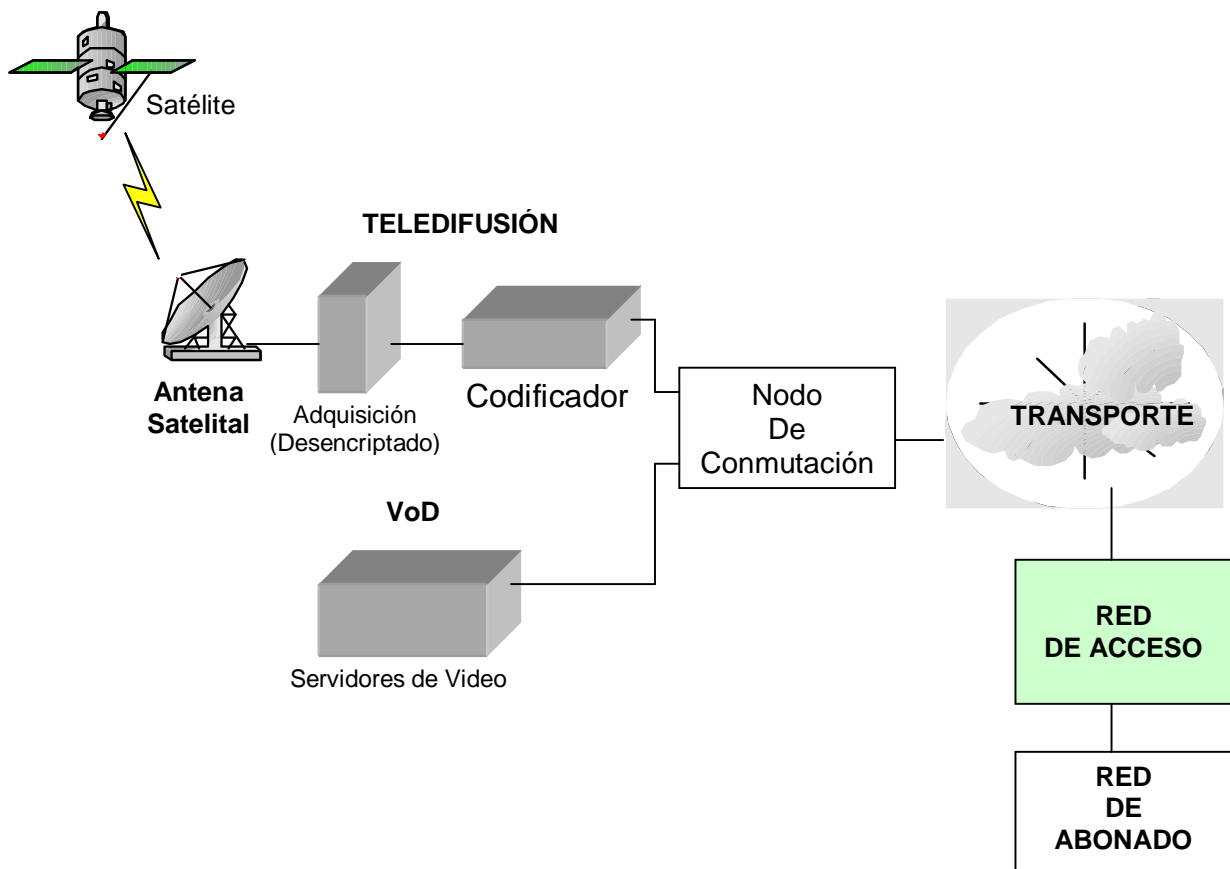 Satélite
TELEDIFUSIÓN
Antena
Satelital
Adquisición
(Desencriptado)
Codificador
Nodo
De
Conmutación
TRANSPORTE
VoD
Servidores de Video
RED
DE ACCESO
RED
DE
ABONADO